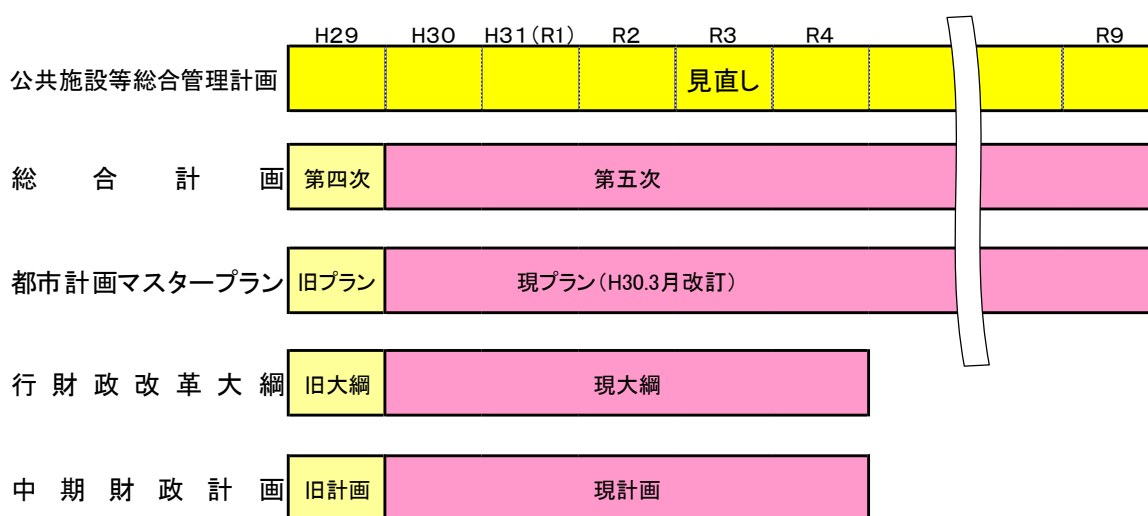 H29 H30 H31(R1) R2 R3 R4 R9
公共施設等総合管理計画 見直し
総合計画 第四次 第五次
都市計画マスタープラン 旧プラン 現プラン(H30.3月改訂)
行財政改革大綱 旧大綱 現大綱
中期財政計画 旧計画 現計画